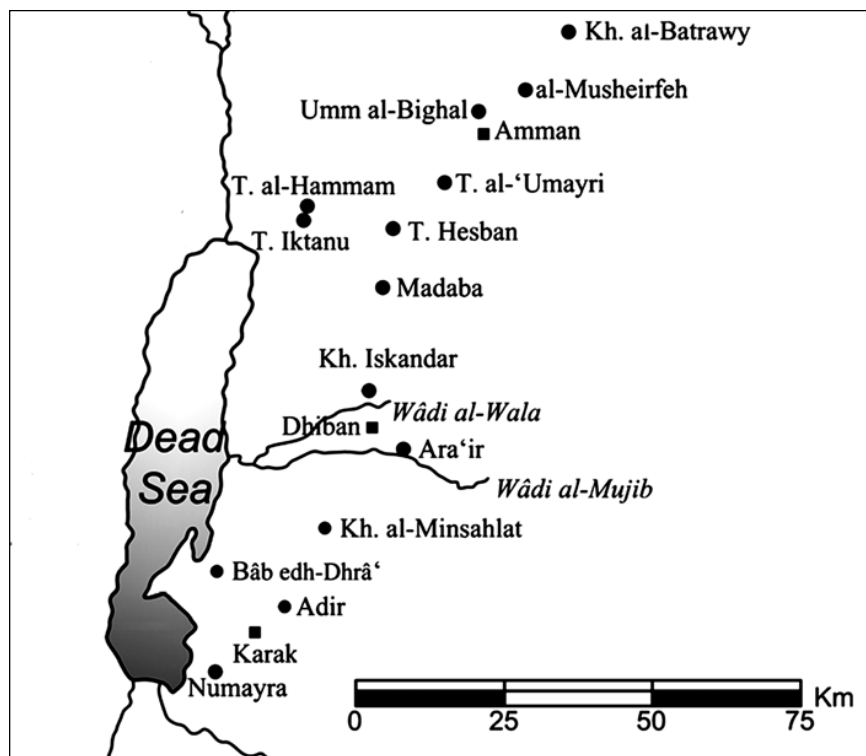 Kh. al-Batrawy
al-Musheirfeh
Umm al-Bighal
Amman
T. al-Hammam
T. al-‘Umayri
T. Iktanu
T. Hesban
Madaba
Kh. Iskandar
Wâdi al-Wala
Dhiban
Dead
Sea
Ara‘ir
Wâdi al-Mujib
Kh. al-Minsahlat
Bâb edh-Dhrâ‘
Adir
Karak
Numayra
Km
0 25 50 75